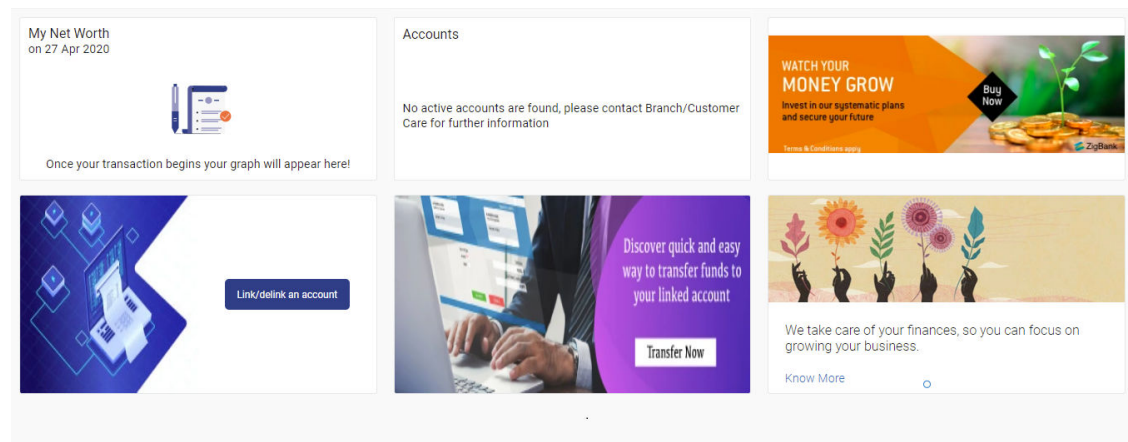 My Net Worth
on 27 Apr 2020
Once your transaction begins your graph will appear here!
Accounts
No active accounts are found, please contact Branch/Customer
Care for further information
WATCH YOUR
MONEY GROW
Invest in our systematic plans
and secure your future
Terms & Conditions apply
Buy
Now
ZigBank
Link/delink an account
Discover quick and easy
way to transfer funds to
your linked account
Transfer Now
We take care of your finances, so you can focus on
growing your business.
Know More